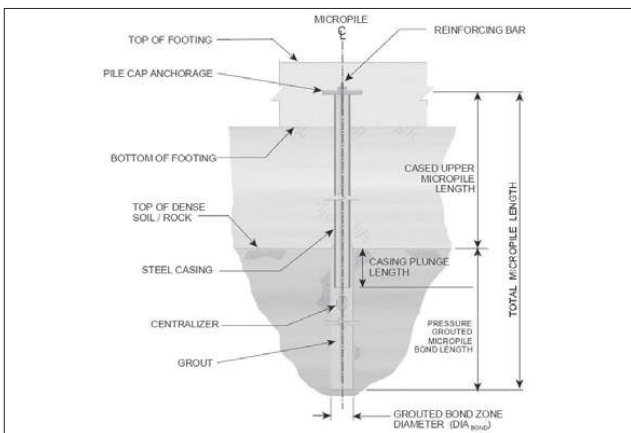 MICROPILE
℄
TOP OF FOOTING
REINFORCING BAR
PILE CAP ANCHORAGE
BOTTOM OF FOOTING
CASED UPPER
MICROPILE
LENGTH
TOP OF DENSE
SOIL / ROCK
TOTAL MICROPILE LENGTH
STEEL CASING
CASING PLUNGE
LENGTH
CENTRALIZER
PRESSURE
GROUTED
MICROPILE
BOND LENGTH
GROUT
GROUTED BOND ZONE
DIAMETER (DIA BOND)